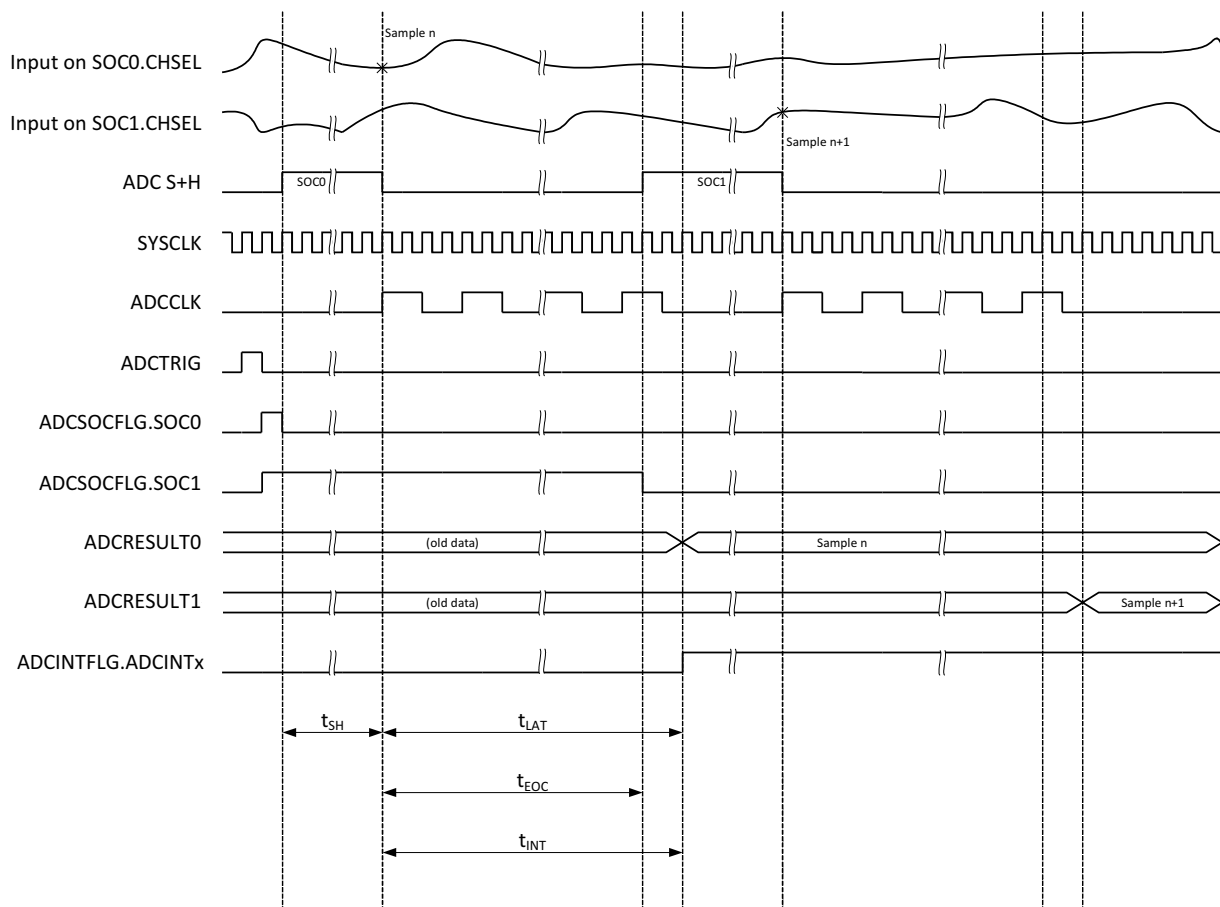 Sample n
Input on SOC0.CHSEL
Input on SOC1.CHSEL
Sample n+1
ADC S+H
SOC0
SOC1
SYSCLK
ADCCLK
ADCTRIG
ADCSOCFLG.SOC0
ADCSOCFLG.SOC1
ADCRESULT0
(old data)
Sample n
ADCRESULT1
(old data)
Sample n+1
ADCINTFLG.ADCINTx
tSH
tLAT
tEOC
tINT